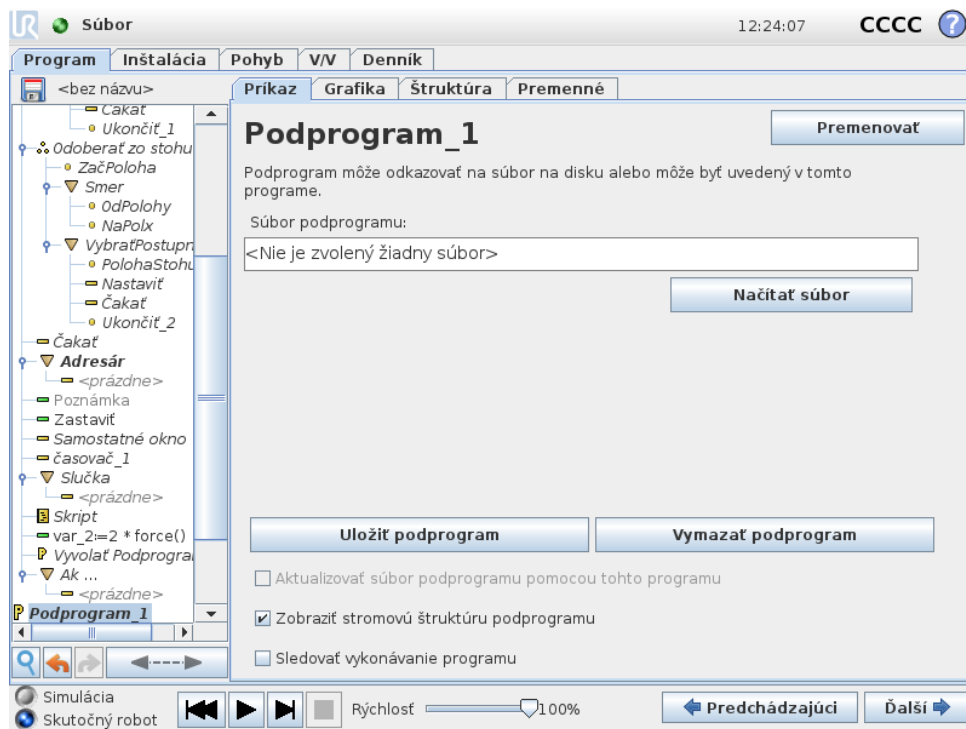 UR Súbor 12:24:07 CCCC ?
Program Inštalácia Pohyb V/V Denník
<bez názvu>
Príkaz Grafika Štruktúra Premenné
Čakať
Ukončiť_1
Odoberať zo stohu
ZačPoloha
Smer
OdPolohy
NaPolx
VybraťPostupn
PolohaStohu
Nastaviť
Čakať
Ukončiť_2
Čakať
Adresár
<prázdne>
Poznámka
Zastaviť
Samostatné okno
časovač_1
Slučka
<prázdne>
Skript
var_2:=2 * force()
Vyvolať Podprogra
Ak ...
<prázdne>
Podprogram_1
Podprogram_1
Premenovať
Podprogram môže odkazovať na súbor na disku alebo môže byť uvedený v tomto
programe.
Súbor podprogramu:
<Nie je zvolený žiadny súbor>
Načítať súbor
Uložiť podprogram Vymazať podprogram
Aktualizovať súbor podprogramu pomocou tohto programu
Zobraziť stromovú štruktúru podprogramu
Sledovať vykonávanie programu
Simulácia
Skutočný robot
Rýchlosť 100%
Predchádzajúci Ďalší